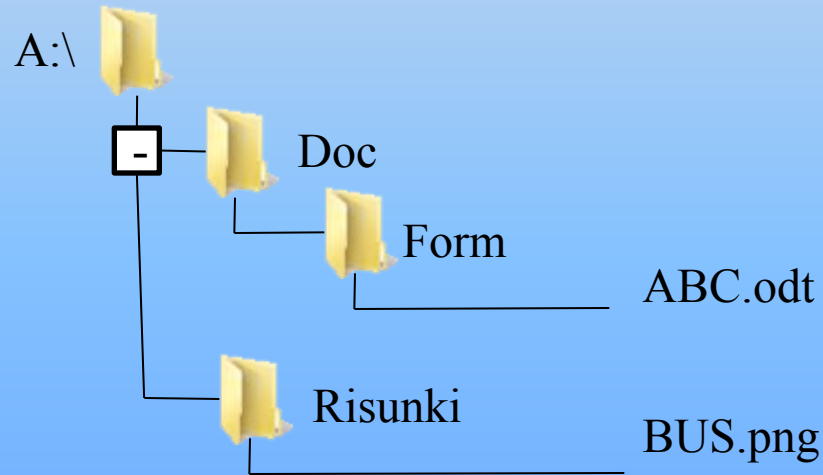 A:\
-
Doc
Form
ABC.odt
Risunki
BUS.png